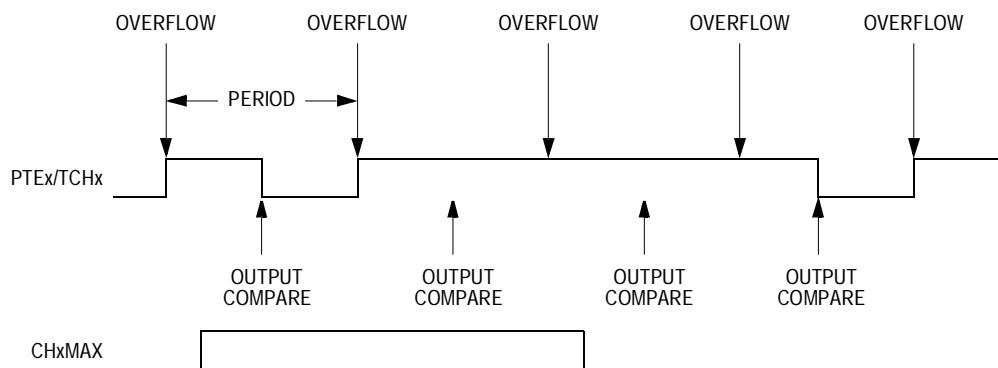 OVERFLOW OVERFLOW OVERFLOW OVERFLOW OVERFLOW
PERIOD
PTEx/TCHx
OUTPUT COMPARE
OUTPUT COMPARE
OUTPUT COMPARE
OUTPUT COMPARE
CHxMAX